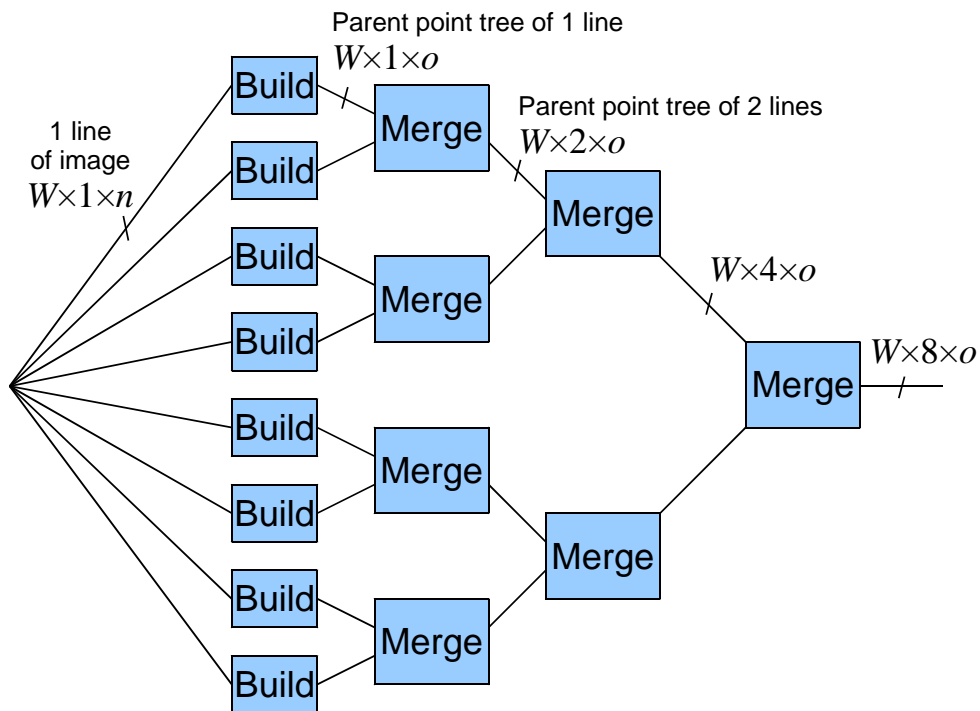 Parent point tree of 1 line
W×1×o
Build
Merge
Parent point tree of 2 lines
W×2×o
1 line
of image
W×1×n
Build
Merge
Build
Merge
W×4×o
Build
Merge
W×8×o
Build
Merge
Build
Merge
Build
Merge
Build